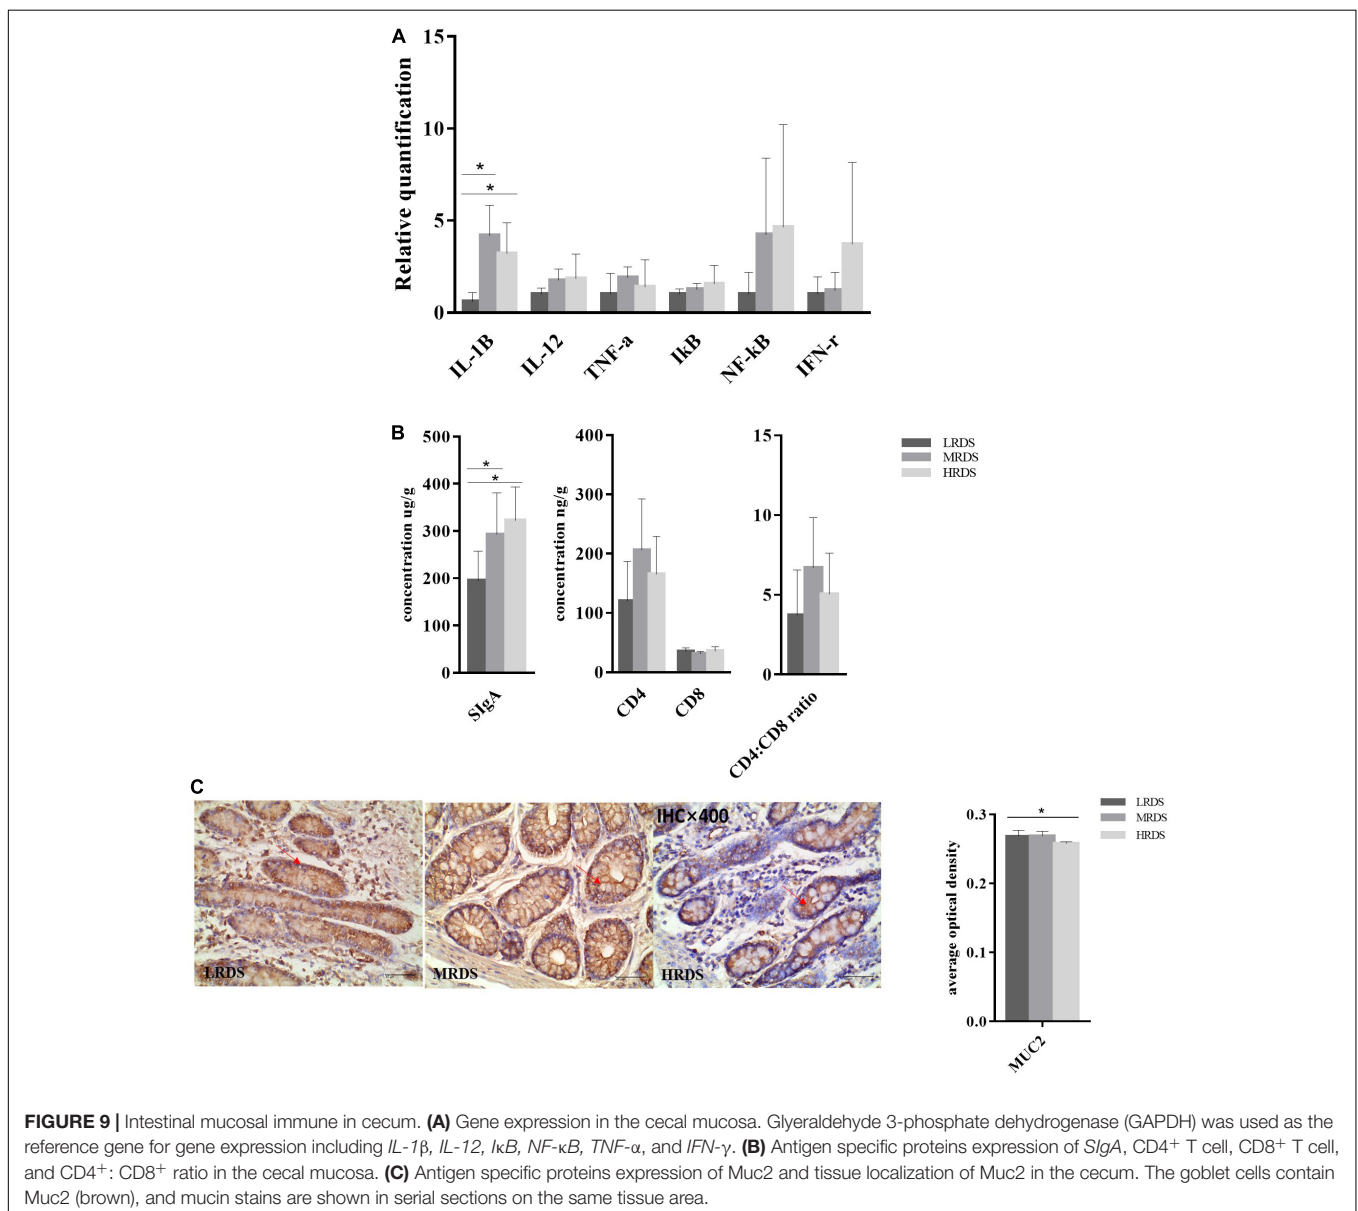 A
15
10
5
0
Relative quantification
*
*
IL-1B
IL-12
TNF-a
IkB
NF-kB
IFN-r
B
500
400
300
200
100
0
concentration ug/g
*
*
SIgA
400
300
200
100
0
concentration ng/g
CD4
CD8
15
10
5
0
CD4:CD8 ratio
LRDS
MRDS
HRDS
C
LRDS
MRDS
IHC×400
HRDS
0.3
0.2
0.1
0.0
average optical density
*
MUC2
LRDS
MRDS
HRDS
FIGURE 9 | Intestinal mucosal immune in cecum. (A) Gene expression in the cecal mucosa. Glyeraldehyde 3-phosphate dehydrogenase (GAPDH) was used as the
reference gene for gene expression including IL-1β, IL-12, IκB, NF-κB, TNF-α, and IFN-γ. (B) Antigen specific proteins expression of SIgA, CD4+ T cell, CD8+ T cell,
and CD4+: CD8+ ratio in the cecal mucosa. (C) Antigen specific proteins expression of Muc2 and tissue localization of Muc2 in the cecum. The goblet cells contain
Muc2 (brown), and mucin stains are shown in serial sections on the same tissue area.